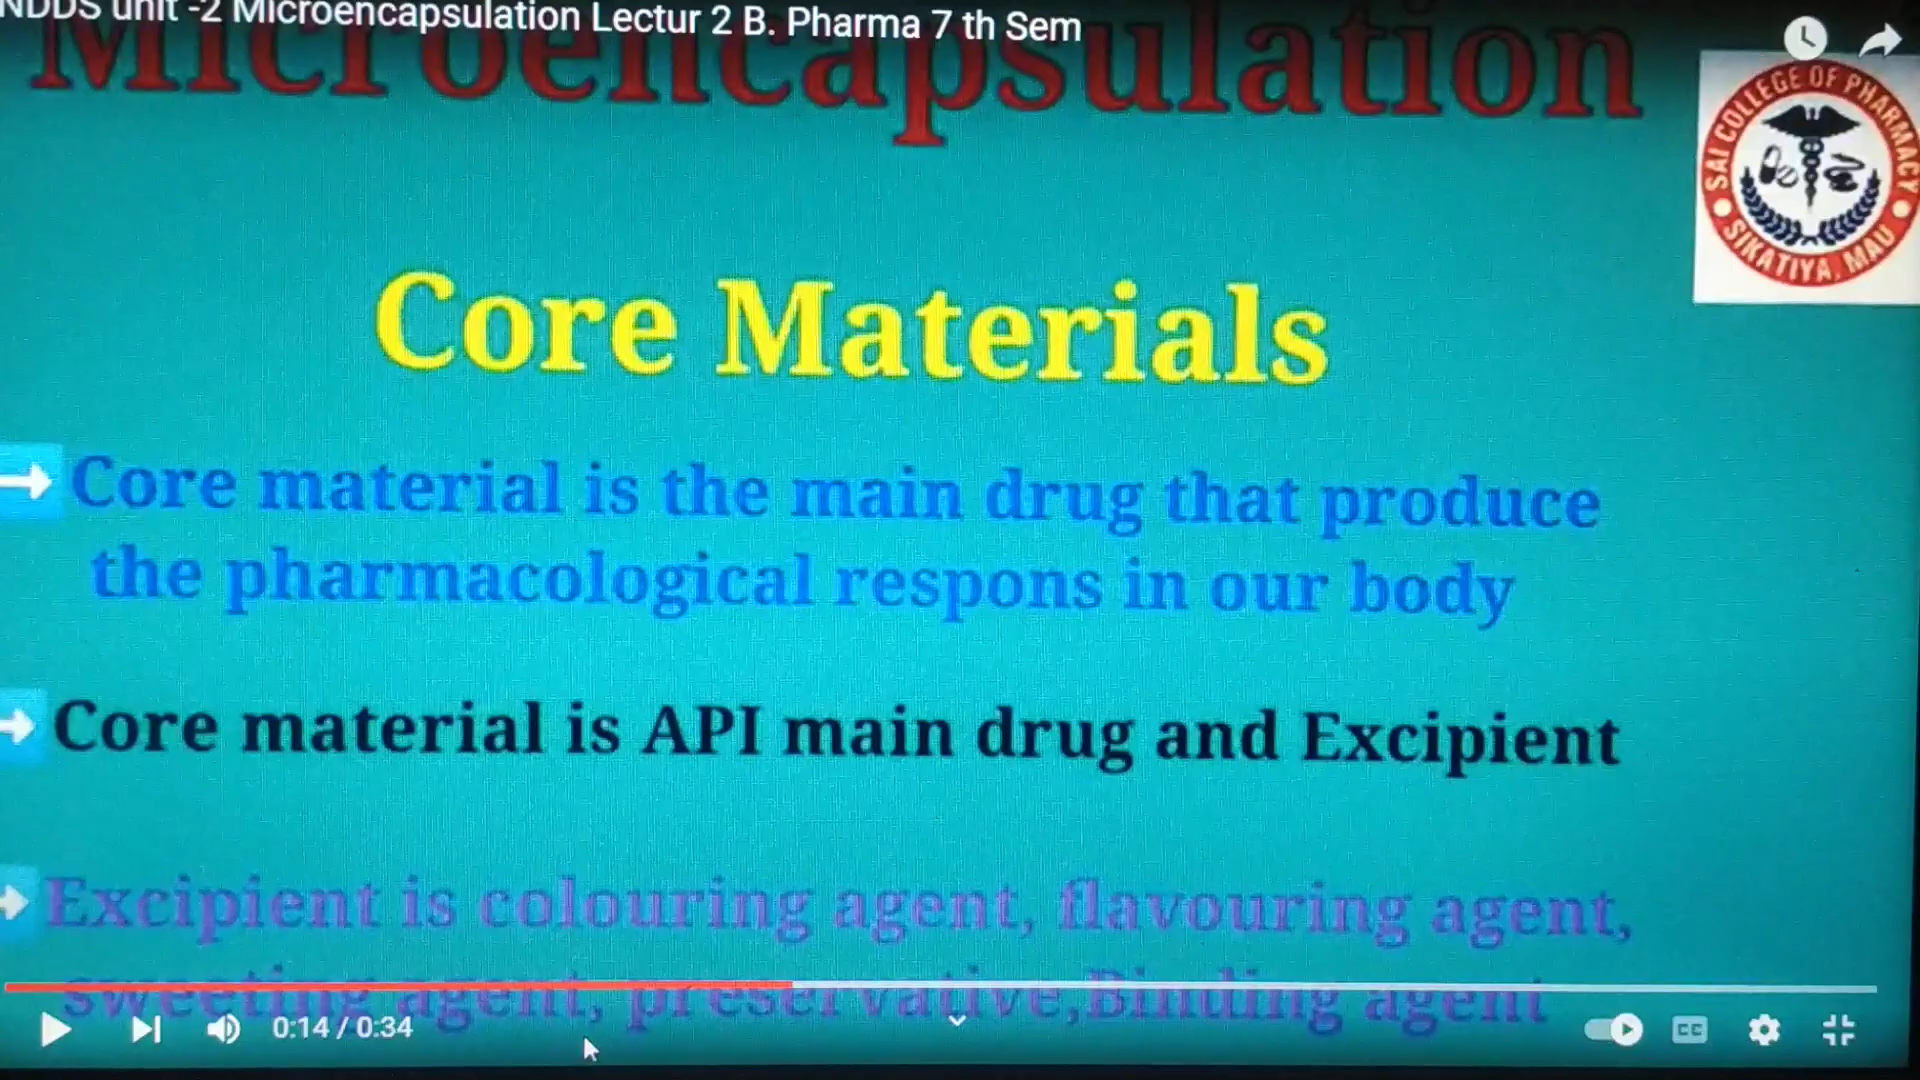 NDDS unit -2 Microencapsulation Lectur 2 B. Pharma 7 th Sem
Microencapsulation
SAI COLLEGE OF PHARMACY
SIKATIYA, MAU
Core Materials
Core material is the main drug that produce
the pharmacological respons in our body
Core material is API main drug and Excipient
Excipient is colouring agent, flavouring agent,
sweeting agent, preservative,Binding agent
0:14 / 0:34
CC